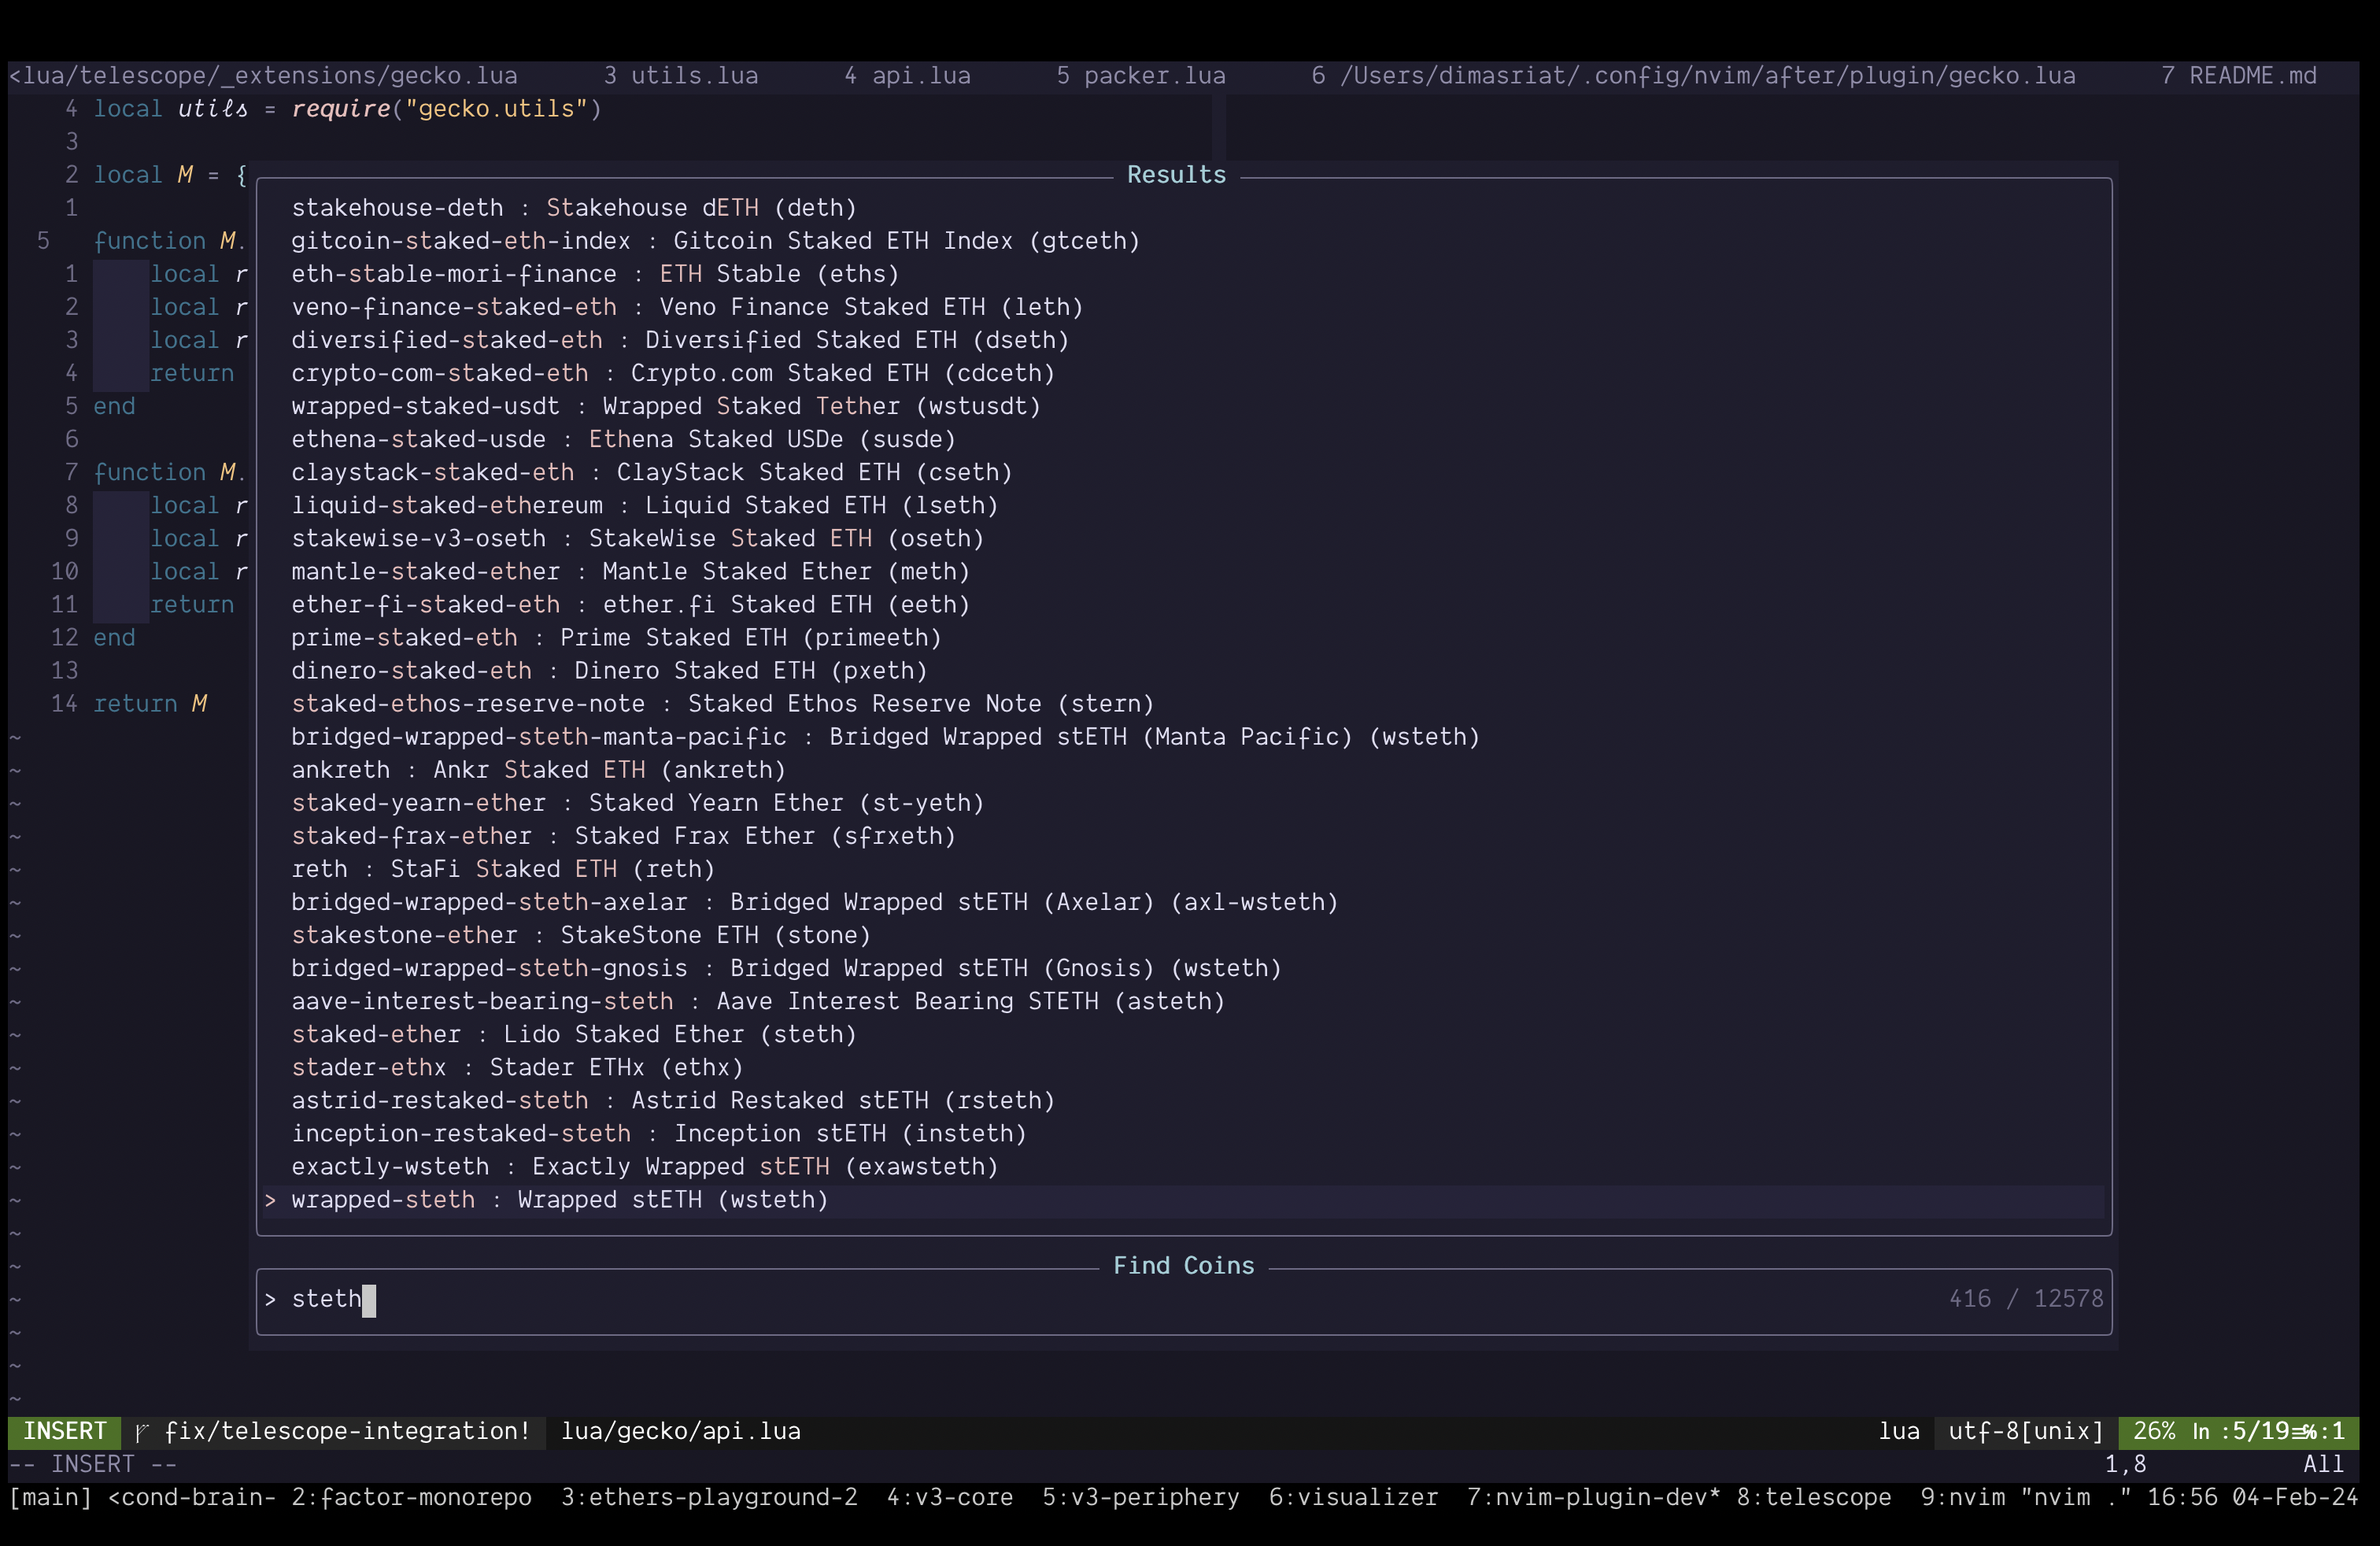 <lua/telescope/_extensions/gecko.lua 3 utils.lua 4 api.lua 5 packer.lua 6 /Users/dimasriat/.config/nvim/after/plugin/gecko.lua 7 README.md
4 local utils = require("gecko.utils")
3
2 local M = {
Results
1
stakehouse-deth : Stakehouse dETH (deth)
5 function M.
gitcoin-staked-eth-index : Gitcoin Staked ETH Index (gtceth)
1 local r
eth-stable-mori-finance : ETH Stable (eths)
2 local r
veno-finance-staked-eth : Veno Finance Staked ETH (leth)
3 local r
diversified-staked-eth : Diversified Staked ETH (dseth)
4 return
crypto-com-staked-eth : Crypto.com Staked ETH (cdceth)
5 end
wrapped-staked-usdt : Wrapped Staked Tether (wstusdt)
6
ethena-staked-usde : Ethena Staked USDe (susde)
7 function M.
claystack-staked-eth : ClayStack Staked ETH (cseth)
8 local r
liquid-staked-ethereum : Liquid Staked ETH (lseth)
9 local r
stakewise-v3-oseth : StakeWise Staked ETH (oseth)
10 local r
mantle-staked-ether : Mantle Staked Ether (meth)
11 return
ether-fi-staked-eth : ether.fi Staked ETH (eeth)
12 end
prime-staked-eth : Prime Staked ETH (primeeth)
13
dinero-staked-eth : Dinero Staked ETH (pxeth)
14 return M
staked-ethos-reserve-note : Staked Ethos Reserve Note (stern)
~ bridged-wrapped-steth-manta-pacific : Bridged Wrapped stETH (Manta Pacific) (wsteth)
~ ankreth : Ankr Staked ETH (ankreth)
~ staked-yearn-ether : Staked Yearn Ether (st-yeth)
~ staked-frax-ether : Staked Frax Ether (sfrxeth)
~ reth : StaFi Staked ETH (reth)
~ bridged-wrapped-steth-axelar : Bridged Wrapped stETH (Axelar) (axl-wsteth)
~ stakestone-ether : StakeStone ETH (stone)
~ bridged-wrapped-steth-gnosis : Bridged Wrapped stETH (Gnosis) (wsteth)
~ aave-interest-bearing-steth : Aave Interest Bearing STETH (asteth)
~ staked-ether : Lido Staked Ether (steth)
~ stader-ethx : Stader ETHx (ethx)
~ astrid-restaked-steth : Astrid Restaked stETH (rsteth)
~ inception-restaked-steth : Inception stETH (insteth)
~ exactly-wsteth : Exactly Wrapped stETH (exawsteth)
~ > wrapped-steth : Wrapped stETH (wsteth)
~
~ Find Coins
~ > steth 416 / 12578
~
~
~
INSERT fix/telescope-integration! lua/gecko/api.lua lua utf-8[unix] 26% ln :5/19 :1
-- INSERT -- 1,8 All
[main] <cond-brain- 2:factor-monorepo 3:ethers-playground-2 4:v3-core 5:v3-periphery 6:visualizer 7:nvim-plugin-dev* 8:telescope 9:nvim "nvim ." 16:56 04-Feb-24